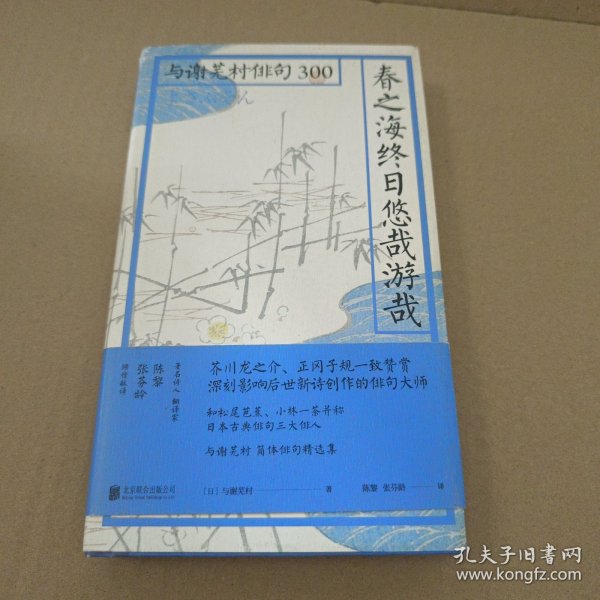 与谢芜村俳句300
春之海终日悠哉游哉
芥川龙之介、正冈子规一致赞赏
深刻影响后世新诗创作的俳句大师
和松尾芭蕉、小林一茶并称
日本古典俳句三大俳人
与谢芜村 简体俳句精选集
著名诗人 翻译家
陈黎
张芬龄
北京联合出版公司
[日] 与谢芜村 著
陈黎 张芬龄 译
孔夫子旧书网
www.kongfz.com